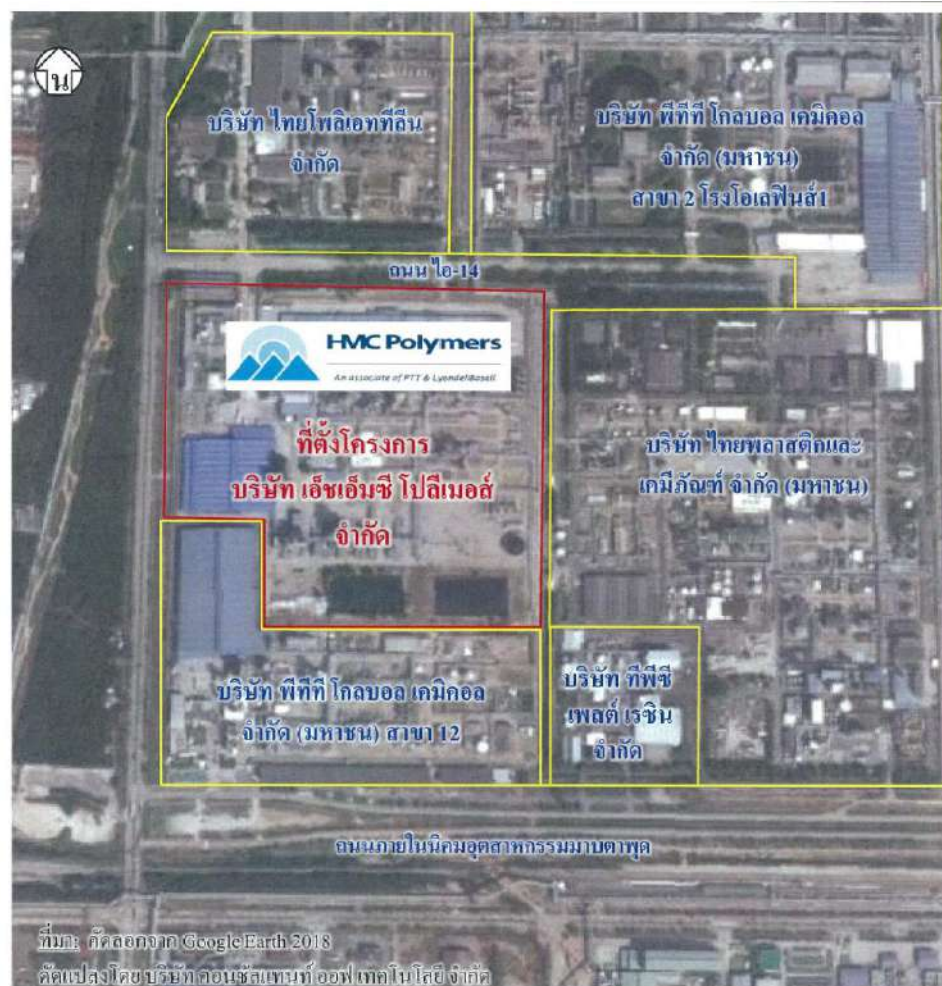 น
บริษัท ไทยโพลิเอททีลีน
จำกัด
บริษัท พีทีที โกลบอล เคมิคอล
จำกัด (มหาชน)
สาขา 2 โรงโอเลฟินส์1
ถนน ไอ-14
HMC Polymers
An associate of PTT & LyondellBasell
ที่ตั้งโครงการ
บริษัท เอ็ชเอ็มซี โปลีเมอส์
จำกัด
บริษัท ไทยพลาสติกและ
เคมีภัณฑ์ จำกัด (มหาชน)
บริษัท พีทีที โกลบอล เคมิคอล
จำกัด (มหาชน) สาขา 12
บริษัท ทีพีซี
เพสต์ เรซิน
จำกัด
ถนนภายในนิคมอุตสาหกรรมมาบตาพุด
ที่มา: คัดลอกจาก Google Earth 2018
ดัดแปลงโดย บริษัท คอนซัลแทนท์ ออฟ เทคโนโลยี จำกัด